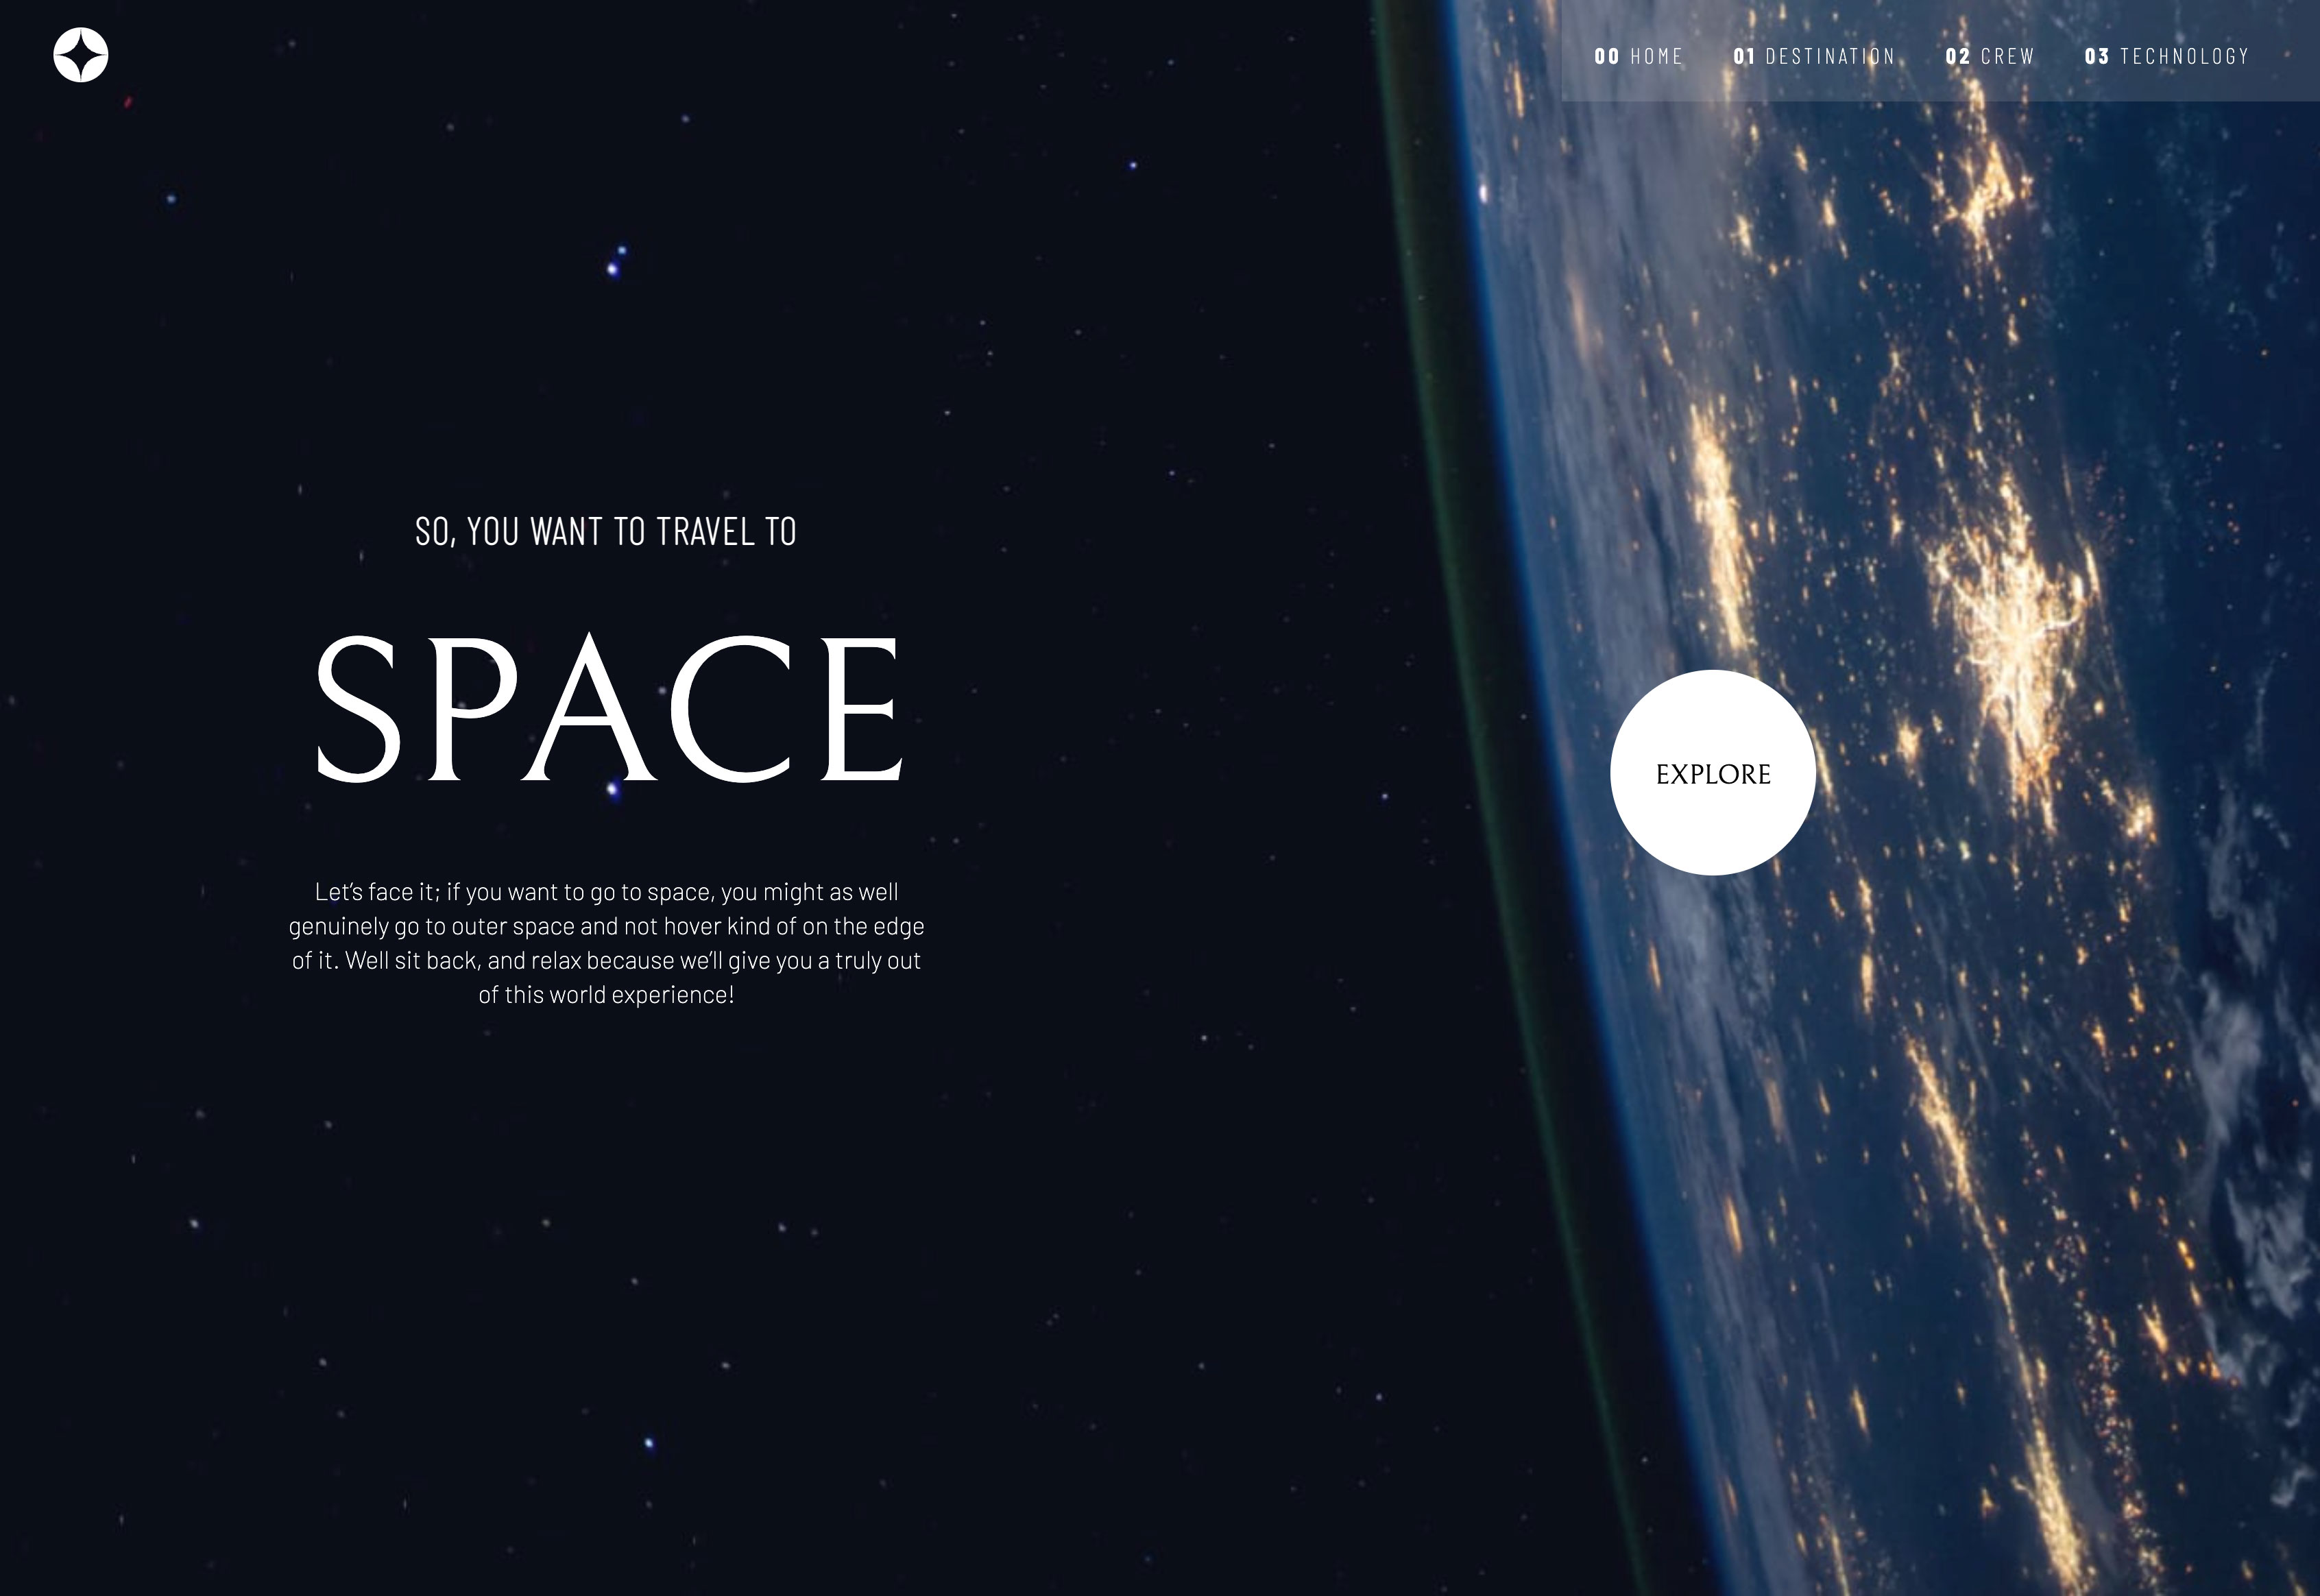 00 HOME 01 DESTINATION 02 CREW 03 TECHNOLOGY
SO, YOU WANT TO TRAVEL TO
SPACE
Let’s face it; if you want to go to space, you might as well
genuinely go to outer space and not hover kind of on the edge
of it. Well sit back, and relax because we’ll give you a truly out
of this world experience!
EXPLORE